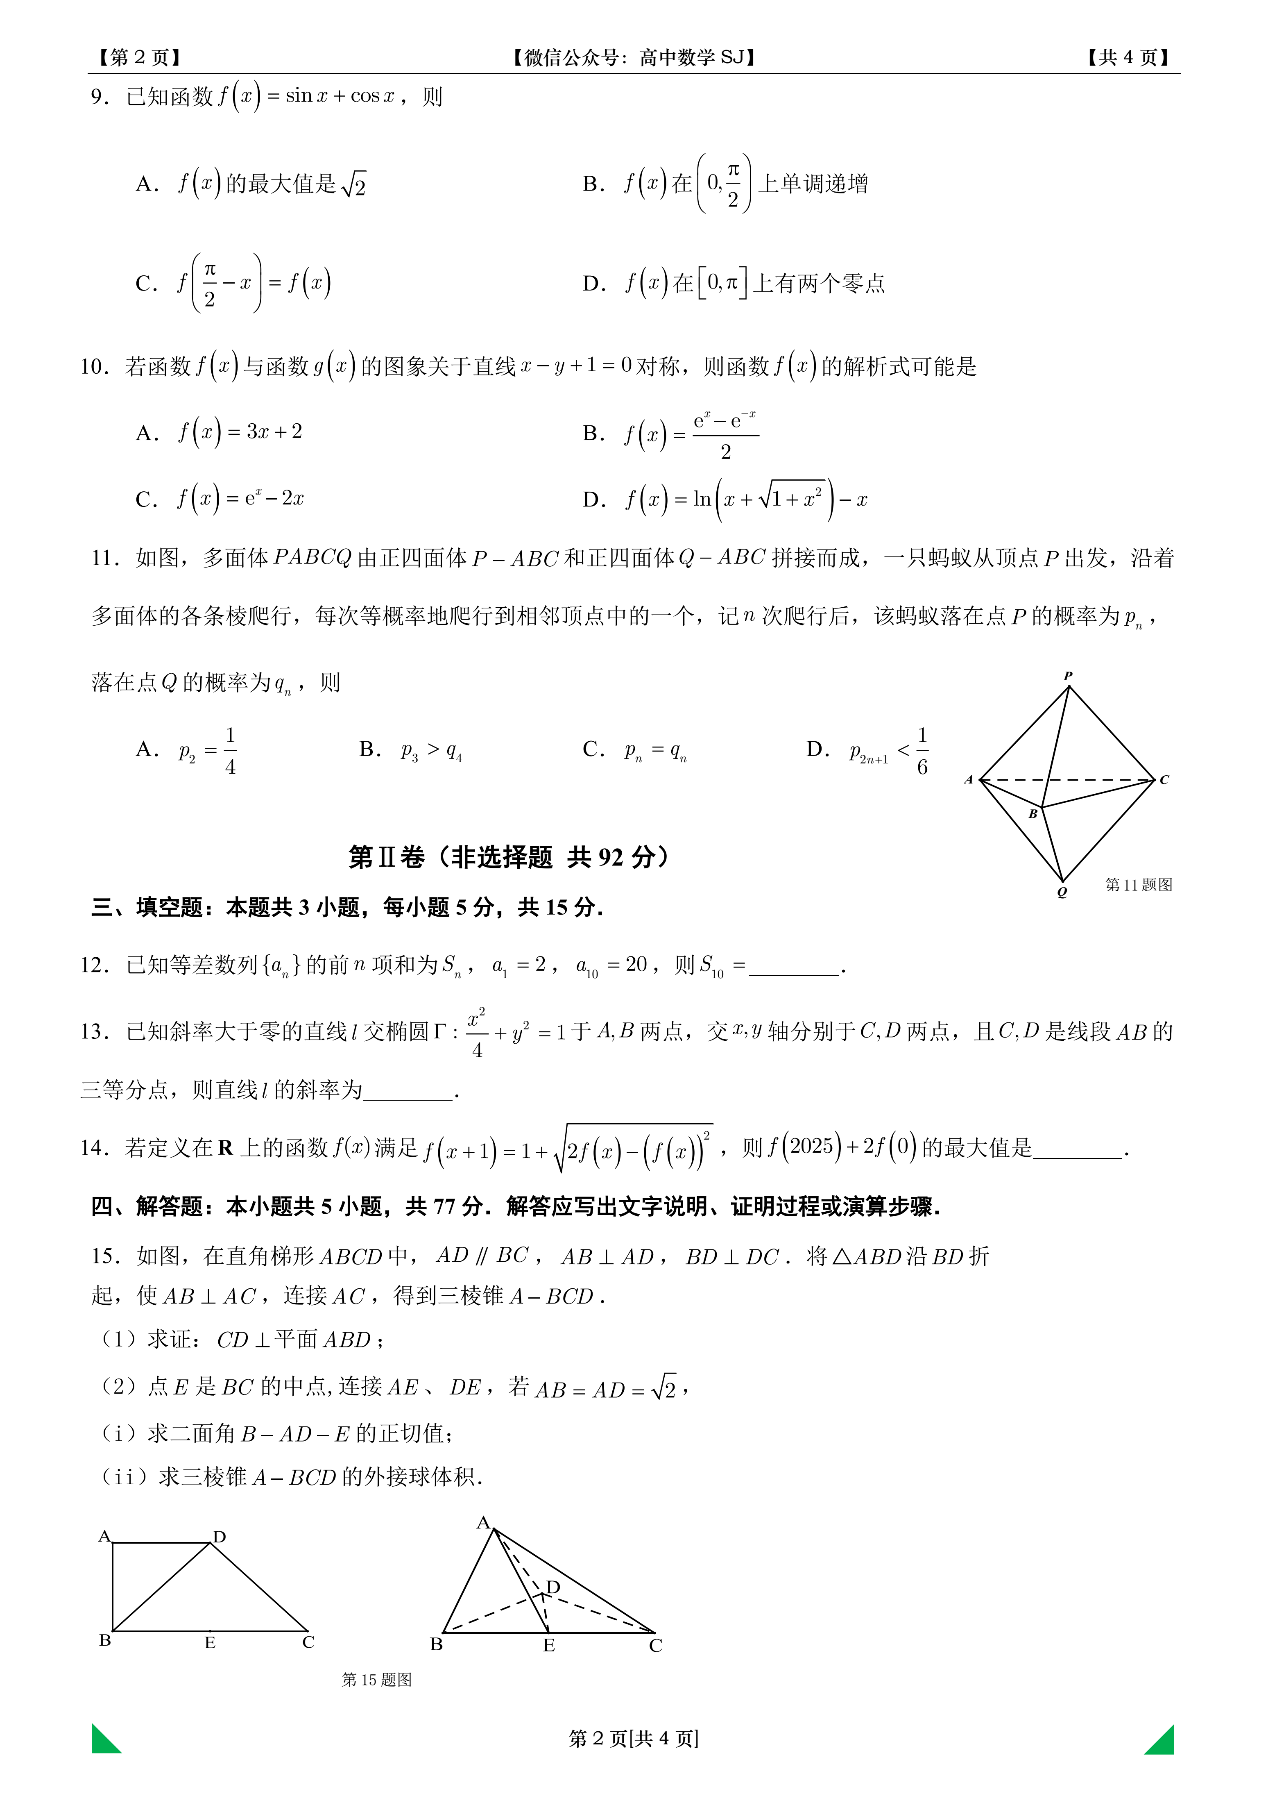 【第 2 页】 【微信公众号：高中数学 SJ】 【共 4 页】
9．已知函数 f(x)=sin x+cos x，则
A．f(x)的最大值是√2 B．f(x)在(0,π/2)上单调递增
C．f(π/2−x)=f(x) D．f(x)在[0,π]上有两个零点
10．若函数 f(x)与函数 g(x)的图象关于直线 x−y+1=0 对称，则函数 f(x)的解析式可能是
A．f(x)=3x+2 B．f(x)=(eˣ−e⁻ˣ)/2
C．f(x)=eˣ−2x D．f(x)=ln(x+√(1+x²))−x
11．如图，多面体 PABCQ 由正四面体 P−ABC 和正四面体 Q−ABC 拼接而成，一只蚂蚁从顶点 P 出发，沿着
多面体的各条棱爬行，每次等概率地爬行到相邻顶点中的一个，记 n 次爬行后，该蚂蚁落在点 P 的概率为 pₙ，
落在点 Q 的概率为 qₙ，则
A．p₂=1/4 B．p₃>q₄ C．pₙ=qₙ D．p₂ₙ₊₁<1/6
P
A
C
B
Q
第 11 题图
第Ⅱ卷（非选择题 共 92 分）
三、填空题：本题共 3 小题，每小题 5 分，共 15 分．
12．已知等差数列{aₙ}的前 n 项和为 Sₙ，a₁=2，a₁₀=20，则 S₁₀=________．
13．已知斜率大于零的直线 l 交椭圆 Γ：x²/4+y²=1 于 A,B 两点，交 x,y 轴分别于 C,D 两点，且 C,D 是线段 AB 的
三等分点，则直线 l 的斜率为________．
14．若定义在 R 上的函数 f(x)满足 f(x+1)=1+√(2f(x)−(f(x))²)，则 f(2025)+2f(0)的最大值是________．
四、解答题：本小题共 5 小题，共 77 分．解答应写出文字说明、证明过程或演算步骤．
15．如图，在直角梯形 ABCD 中，AD∥BC，AB⊥AD，BD⊥DC．将△ABD 沿 BD 折
起，使 AB⊥AC，连接 AC，得到三棱锥 A−BCD．
（1）求证：CD⊥平面 ABD；
（2）点 E 是 BC 的中点,连接 AE、DE，若 AB=AD=√2，
（i）求二面角 B−AD−E 的正切值；
（ii）求三棱锥 A−BCD 的外接球体积．
A D
B E C
A
D
B E C
第 15 题图
第 2 页[共 4 页]